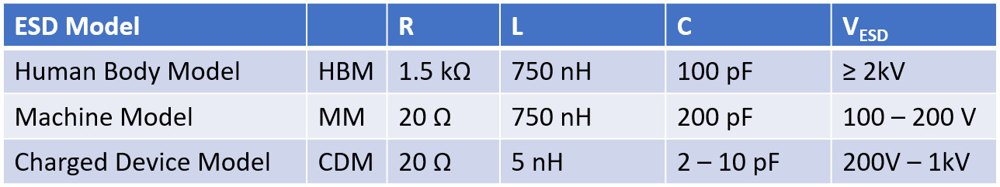 ESD Model R L C VESD
Human Body Model HBM 1.5 kΩ 750 nH 100 pF ≥ 2kV
Machine Model MM 20 Ω 750 nH 200 pF 100 – 200 V
Charged Device Model CDM 20 Ω 5 nH 2 – 10 pF 200V – 1kV